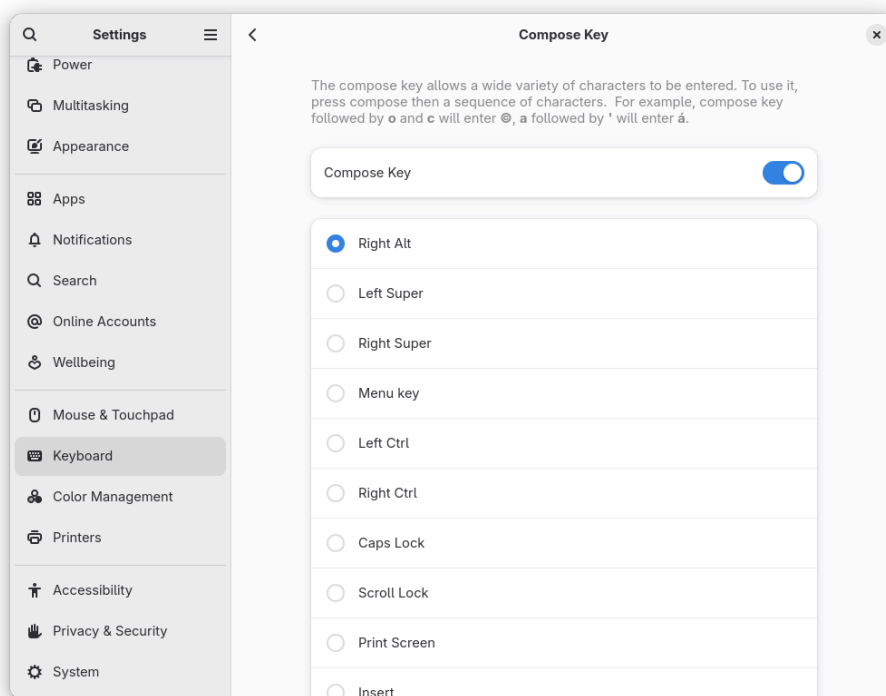 Settings
Power
Multitasking
Appearance
Apps
Notifications
Search
Online Accounts
Wellbeing
Mouse & Touchpad
Keyboard
Color Management
Printers
Accessibility
Privacy & Security
System
Compose Key
The compose key allows a wide variety of characters to be entered. To use it,
press compose then a sequence of characters.  For example, compose key
followed by o and c will enter ©, a followed by ' will enter á.
Compose Key
Right Alt
Left Super
Right Super
Menu key
Left Ctrl
Right Ctrl
Caps Lock
Scroll Lock
Print Screen
Insert